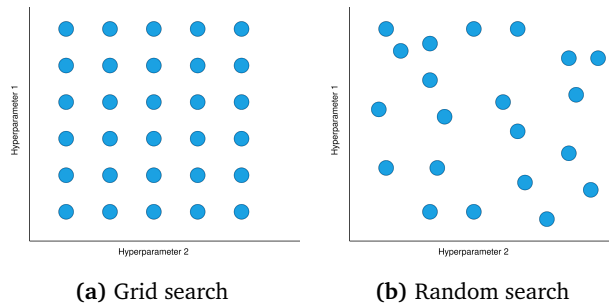 Hyperparameter 1
Hyperparameter 2
(a) Grid search
Hyperparameter 1
Hyperparameter 2
(b) Random search